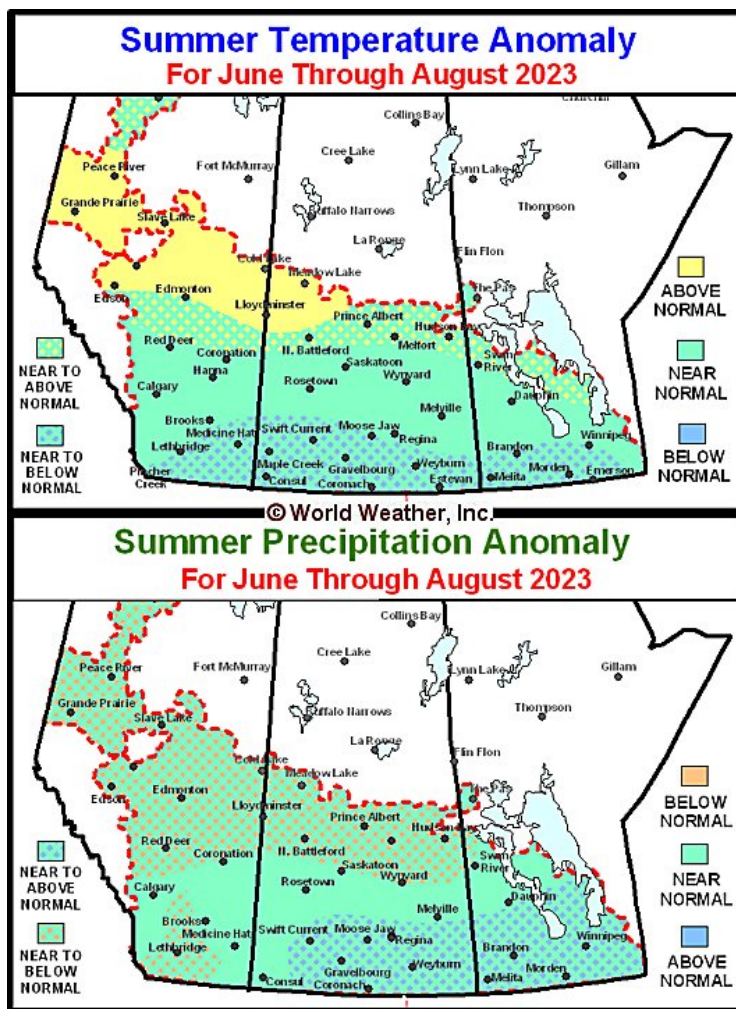 Summer Temperature Anomaly
For June Through August 2023
Collins Bay
Peace River
Fort McMurray
Cree Lake
Lynn Lake
Gillam
Grande Prairie
Slave Lake
Buffalo Narrows
Thompson
La Ronge
Flin Flon
Cold Lake
Meadow Lake
The Pas
Edson
Edmonton
Lloydminster
Prince Albert
Hudson Bay
Red Deer
Coronation
N. Battleford
Melfort
Swan River
Hanna
Saskatoon
Calgary
Rosetown
Wynyard
Dauphin
Brooks
Melville
Medicine Hat
Swift Current
Moose Jaw
Winnipeg
Lethbridge
Regina
Brandon
Maple Creek
Weyburn
Pincher Creek
Gravelbourg
Morden
Emerson
Consul
Coronach
Estevan
Melita
NEAR TO
ABOVE
NORMAL
NEAR TO
BELOW
NORMAL
ABOVE
NORMAL
NEAR
NORMAL
BELOW
NORMAL
© World Weather, Inc.
Summer Precipitation Anomaly
For June Through August 2023
Collins Bay
Peace River
Fort McMurray
Cree Lake
Lynn Lake
Gillam
Grande Prairie
Slave Lake
Buffalo Narrows
Thompson
La Ronge
Flin Flon
Cold Lake
Meadow Lake
The Pas
Edson
Edmonton
Lloydminster
Prince Albert
Hudson Bay
Red Deer
Coronation
N. Battleford
Swan River
Saskatoon
Calgary
Rosetown
Wynyard
Dauphin
Brooks
Melville
Medicine Hat
Swift Current
Moose Jaw
Regina
Winnipeg
Lethbridge
Brandon
Gravelbourg
Weyburn
Consul
Coronach
Melita
Morden
NEAR TO
ABOVE
NORMAL
NEAR TO
BELOW
NORMAL
BELOW
NORMAL
NEAR
NORMAL
ABOVE
NORMAL